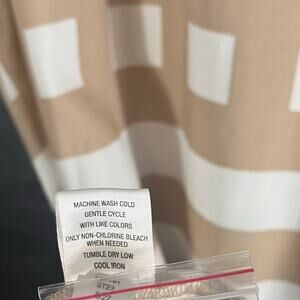 MACHINE WASH COLD
GENTLE CYCLE
WITH LIKE COLORS
ONLY NON-CHLORINE BLEACH
WHEN NEEDED
TUMBLE DRY LOW
COOL IRON